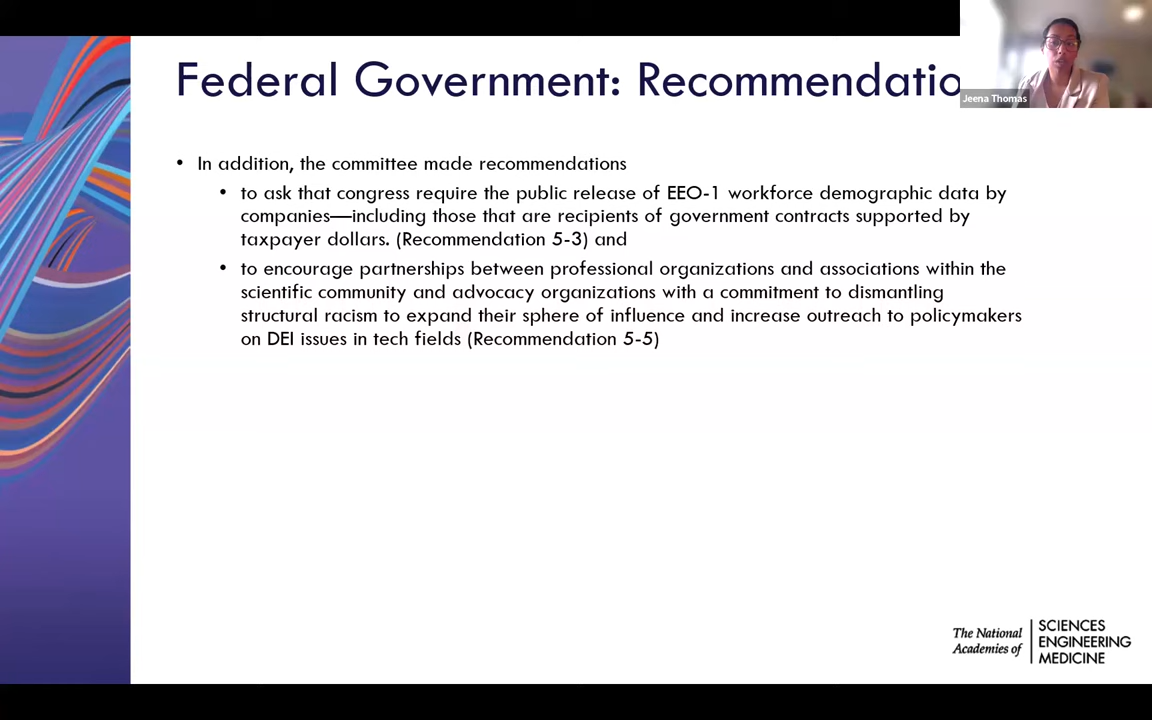 Federal Government: Recommendatio
Jeena Thomas
• In addition, the committee made recommendations
• to ask that congress require the public release of EEO-1 workforce demographic data by
companies—including those that are recipients of government contracts supported by
taxpayer dollars. (Recommendation 5-3) and
• to encourage partnerships between professional organizations and associations within the
scientific community and advocacy organizations with a commitment to dismantling
structural racism to expand their sphere of influence and increase outreach to policymakers
on DEI issues in tech fields (Recommendation 5-5)
The National
Academies of
SCIENCES
ENGINEERING
MEDICINE